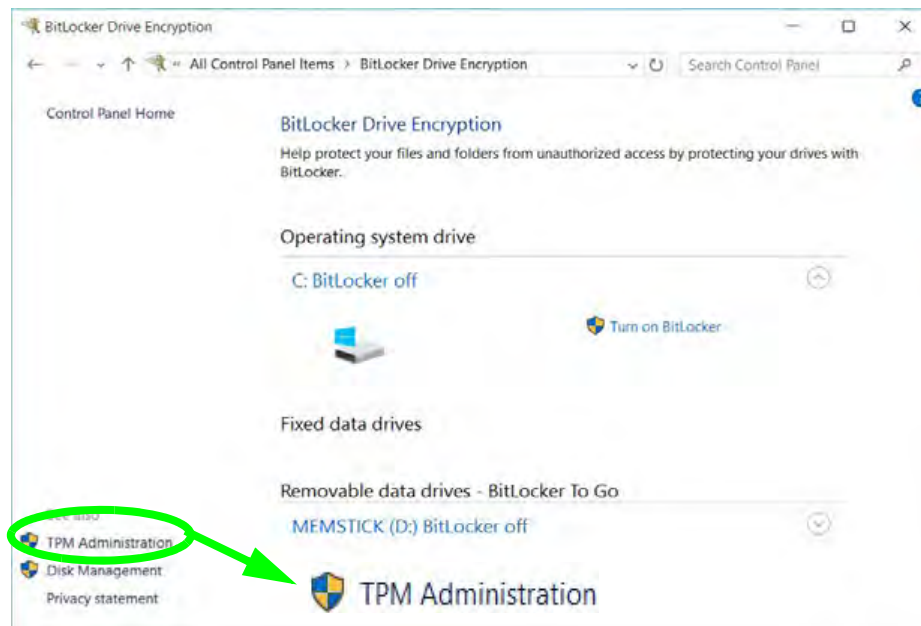 BitLocker Drive Encryption
« All Control Panel Items > BitLocker Drive Encryption
Search Control Panel
Control Panel Home
BitLocker Drive Encryption
Help protect your files and folders from unauthorized access by protecting your drives with
BitLocker.
Operating system drive
C: BitLocker off
Turn on BitLocker
Fixed data drives
Removable data drives - BitLocker To Go
MEMSTICK (D:) BitLocker off
See also
TPM Administration
Disk Management
Privacy statement
TPM Administration